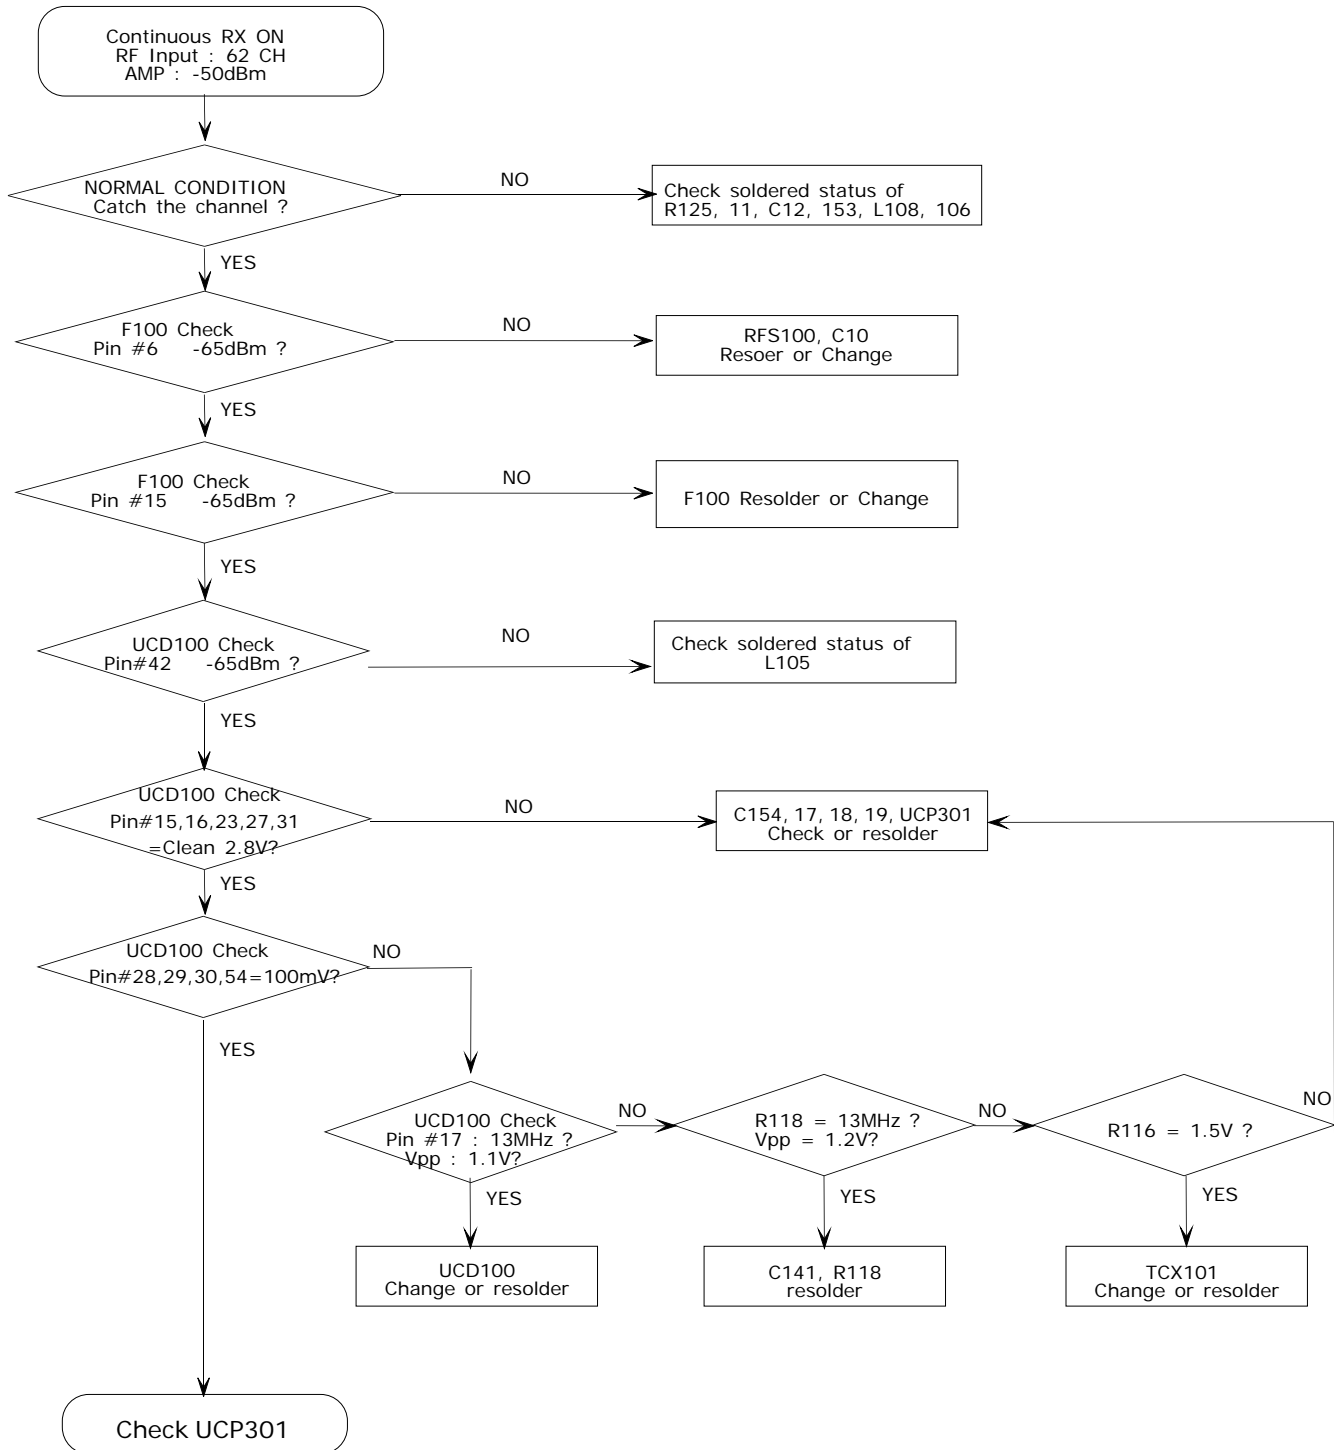 Continuous RX ON
RF Input : 62 CH
AMP : -50dBm
NORMAL CONDITION
Catch the channel ?
NO
Check soldered status of
R125, 11, C12, 153, L108, 106
YES
F100 Check
Pin #6 -65dBm ?
NO
RFS100, C10
Resoer or Change
YES
F100 Check
Pin #15 -65dBm ?
NO
F100 Resolder or Change
YES
UCD100 Check
Pin#42 -65dBm ?
NO
Check soldered status of
L105
YES
UCD100 Check
Pin#15,16,23,27,31
=Clean 2.8V?
NO
C154, 17, 18, 19, UCP301
Check or resolder
YES
UCD100 Check
Pin#28,29,30,54=100mV?
NO
YES
UCD100 Check
Pin #17 : 13MHz ?
Vpp : 1.1V?
NO
R118 = 13MHz ?
Vpp = 1.2V?
NO
R116 = 1.5V ?
NO
YES
YES
YES
UCD100
Change or resolder
C141, R118
resolder
TCX101
Change or resolder
Check UCP301